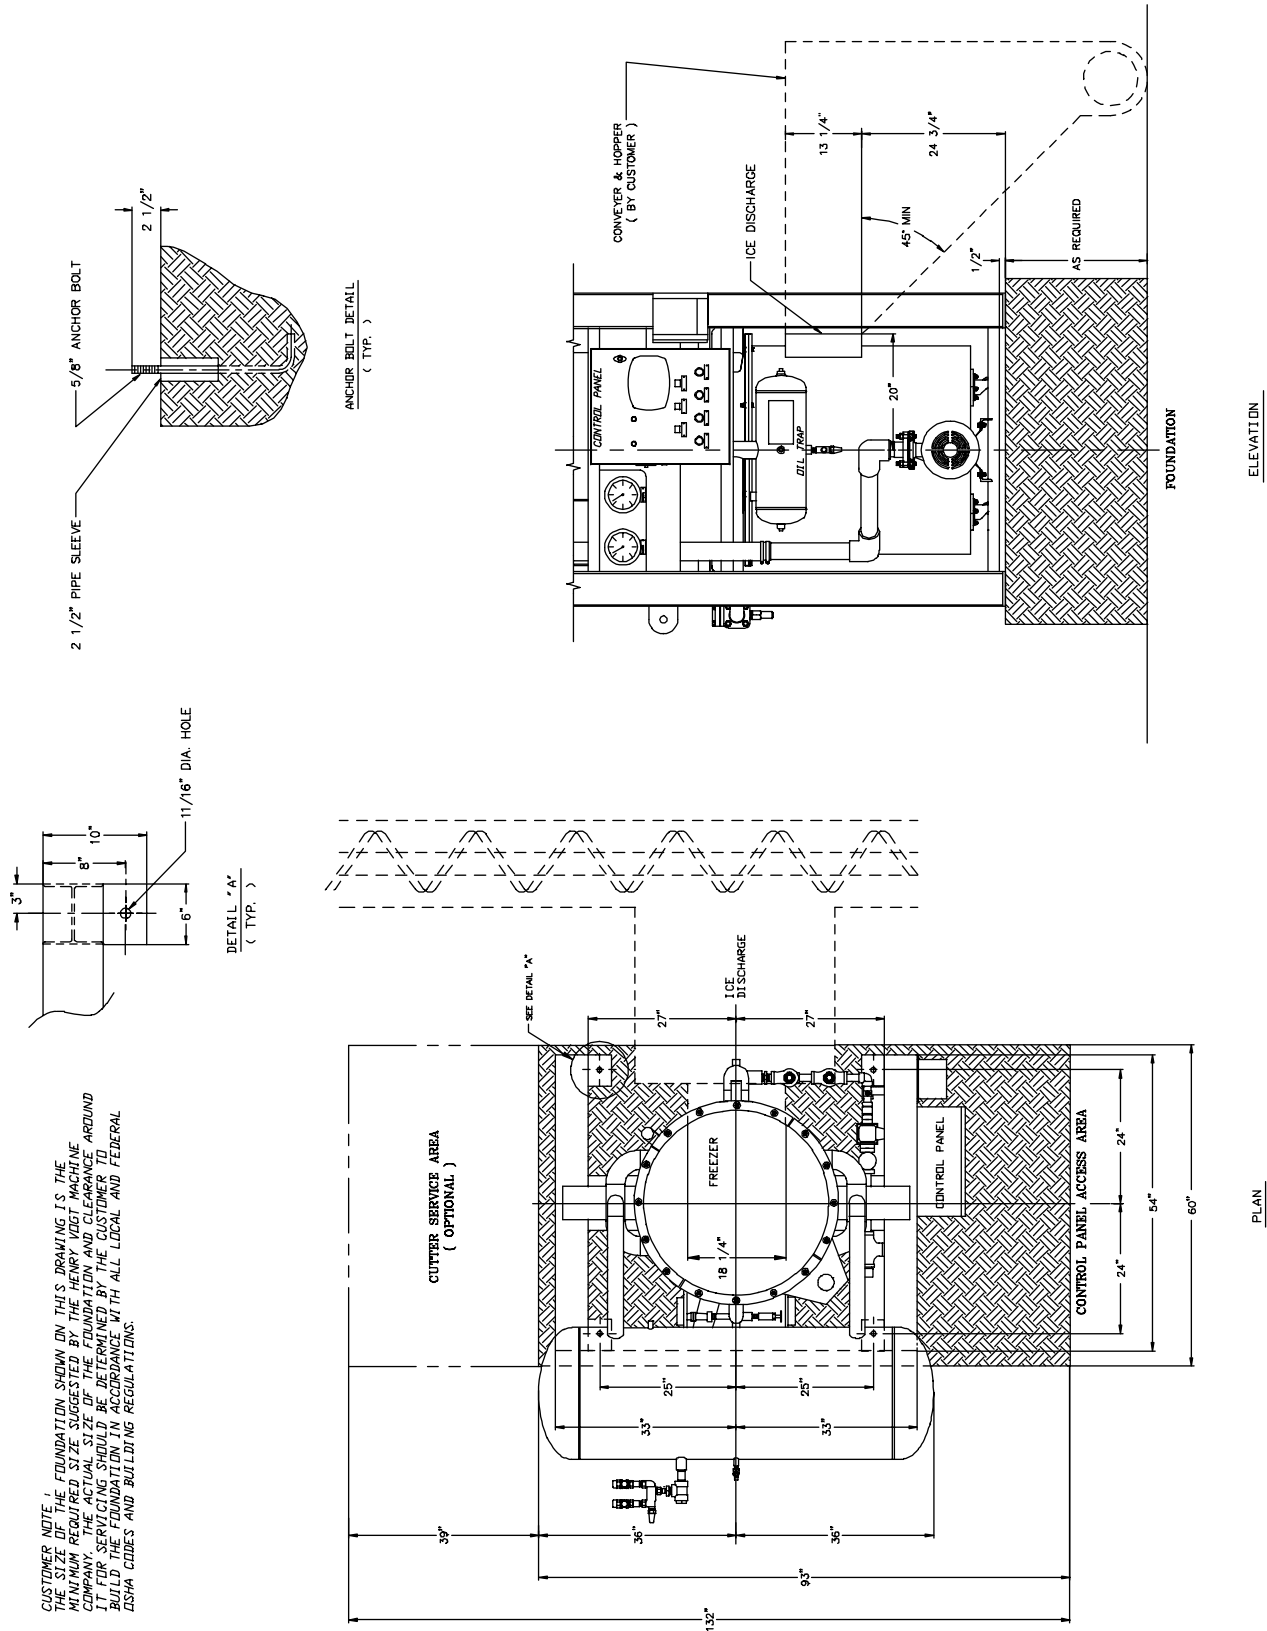 CUSTOMER NOTE :
THE SIZE OF THE FOUNDATION SHOWN ON THIS DRAWING IS THE
MINIMUM REQUIRED SIZE SUGGESTED BY THE HENRY VOGT MACHINE
COMPANY. THE ACTUAL SIZE OF THE FOUNDATION AND CLEARANCE AROUND
IT FOR SERVICING SHOULD BE DETERMINED BY THE CUSTOMER TO
BUILD THE FOUNDATION IN ACCORDANCE WITH ALL LOCAL AND FEDERAL
OSHA CODES AND BUILDING REGULATIONS.
3"
10"
8"
6"
11/16" DIA. HOLE
DETAIL "A"
( TYP. )
2 1/2" PIPE SLEEVE
5/8" ANCHOR BOLT
2 1/2"
ANCHOR BOLT DETAIL
( TYP. )
132"
93"
39"
36"
36"
33"
33"
25"
25"
CUTTER SERVICE AREA
( OPTIONAL )
SEE DETAIL "A"
27"
27"
ICE
DISCHARGE
FREEZER
18 1/4"
CONTROL PANEL
CONTROL PANEL ACCESS AREA
24"
24"
54"
60"
PLAN
CONVEYER & HOPPER
( BY CUSTOMER )
ICE DISCHARGE
CONTROL PANEL
OIL TRAP
20"
13 1/4"
24 3/4"
45° MIN
1/2"
AS REQUIRED
FOUNDATION
ELEVATION